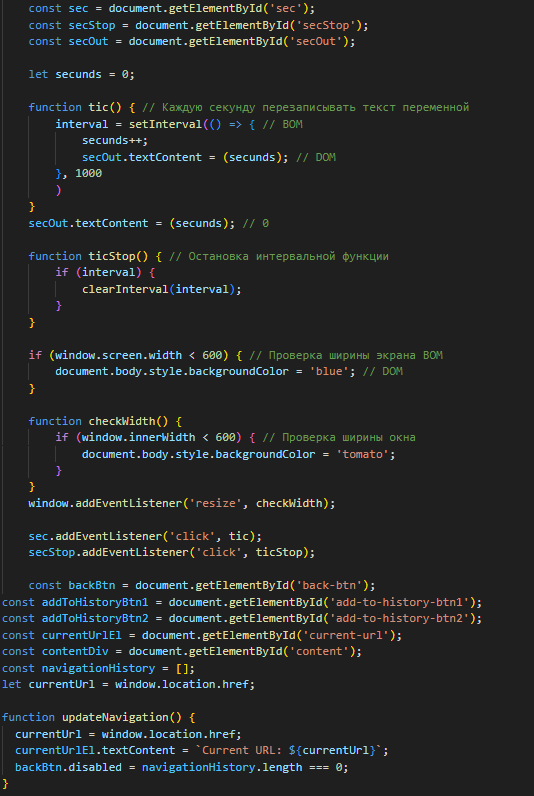 const sec = document.getElementById('sec');
const secStop = document.getElementById('secStop');
const secOut = document.getElementById('secOut');
let secunds = 0;
function tic() { // Каждую секунду перезаписывать текст переменной
interval = setInterval(() => { // BOM
secunds++;
secOut.textContent = (secunds); // DOM
}, 1000
)
}
secOut.textContent = (secunds); // 0
function ticStop() { // Остановка интервальной функции
if (interval) {
clearInterval(interval);
}
}
if (window.screen.width < 600) { // Проверка ширины экрана BOM
document.body.style.backgroundColor = 'blue'; // DOM
}
function checkWidth() {
if (window.innerWidth < 600) { // Проверка ширины окна
document.body.style.backgroundColor = 'tomato';
}
}
window.addEventListener('resize', checkWidth);
sec.addEventListener('click', tic);
secStop.addEventListener('click', ticStop);
const backBtn = document.getElementById('back-btn');
const addToHistoryBtn1 = document.getElementById('add-to-history-btn1');
const addToHistoryBtn2 = document.getElementById('add-to-history-btn2');
const currentUrlEl = document.getElementById('current-url');
const contentDiv = document.getElementById('content');
const navigationHistory = [];
let currentUrl = window.location.href;
function updateNavigation() {
currentUrl = window.location.href;
currentUrlEl.textContent = `Current URL: ${currentUrl}`;
backBtn.disabled = navigationHistory.length === 0;
}